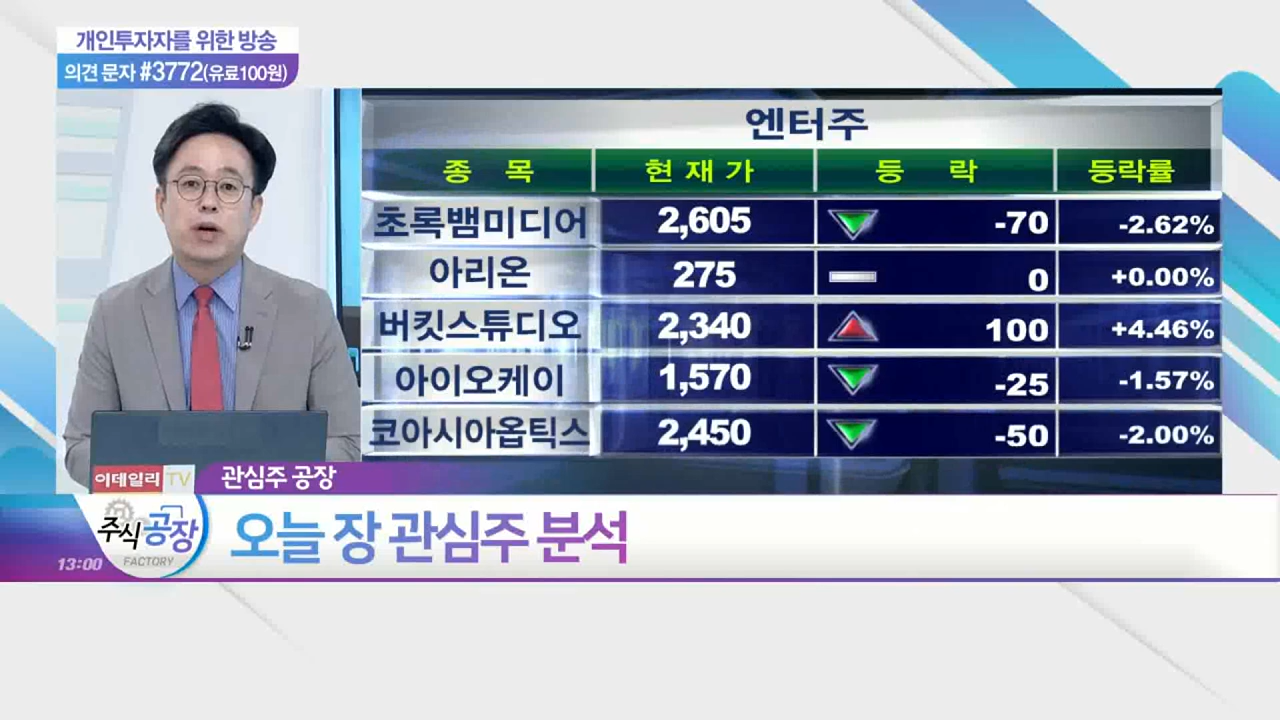 개인투자자를 위한 방송
의견 문자 #3772(유료100원)
엔터주
종 목 현 재 가 등 락 등락률
초록뱀미디어 2,605 -70 -2.62%
아리온 275 0 +0.00%
버킷스튜디오 2,340 100 +4.46%
아이오케이 1,570 -25 -1.57%
코아시아옵틱스 2,450 -50 -2.00%
이데일리 TV 관심주 공장
주식공장
FACTORY
13:00
오늘 장 관심주 분석